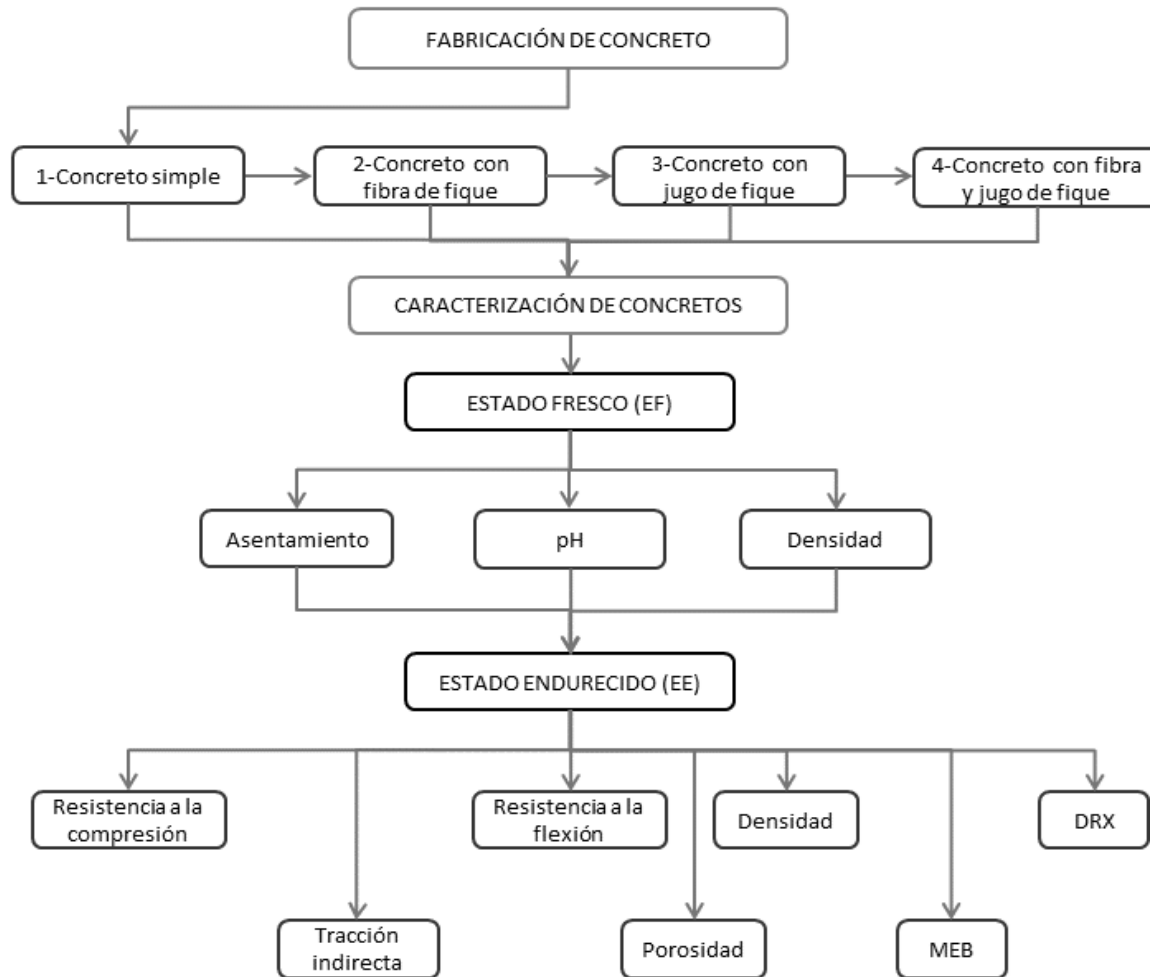 FABRICACIÓN DE CONCRETO
1-Concreto simple
2-Concreto con
fibra de fique
3-Concreto con
jugo de fique
4-Concreto con fibra
y jugo de fique
CARACTERIZACIÓN DE CONCRETOS
ESTADO FRESCO (EF)
Asentamiento
pH
Densidad
ESTADO ENDURECIDO (EE)
Resistencia a la
compresión
Resistencia a la
flexión
Densidad
DRX
Tracción
indirecta
Porosidad
MEB